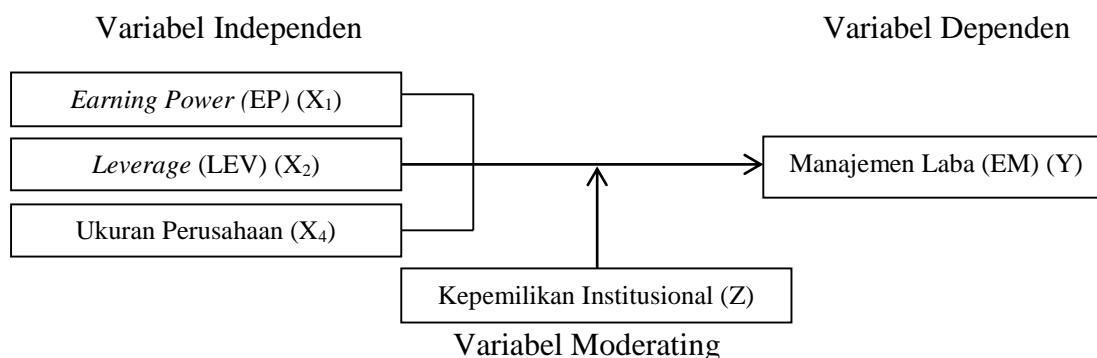 Variabel Independen
Variabel Dependen
Earning Power (EP) (X₁)
Leverage (LEV) (X₂)
Manajemen Laba (EM) (Y)
Ukuran Perusahaan (X₄)
Kepemilikan Institusional (Z)
Variabel Moderating